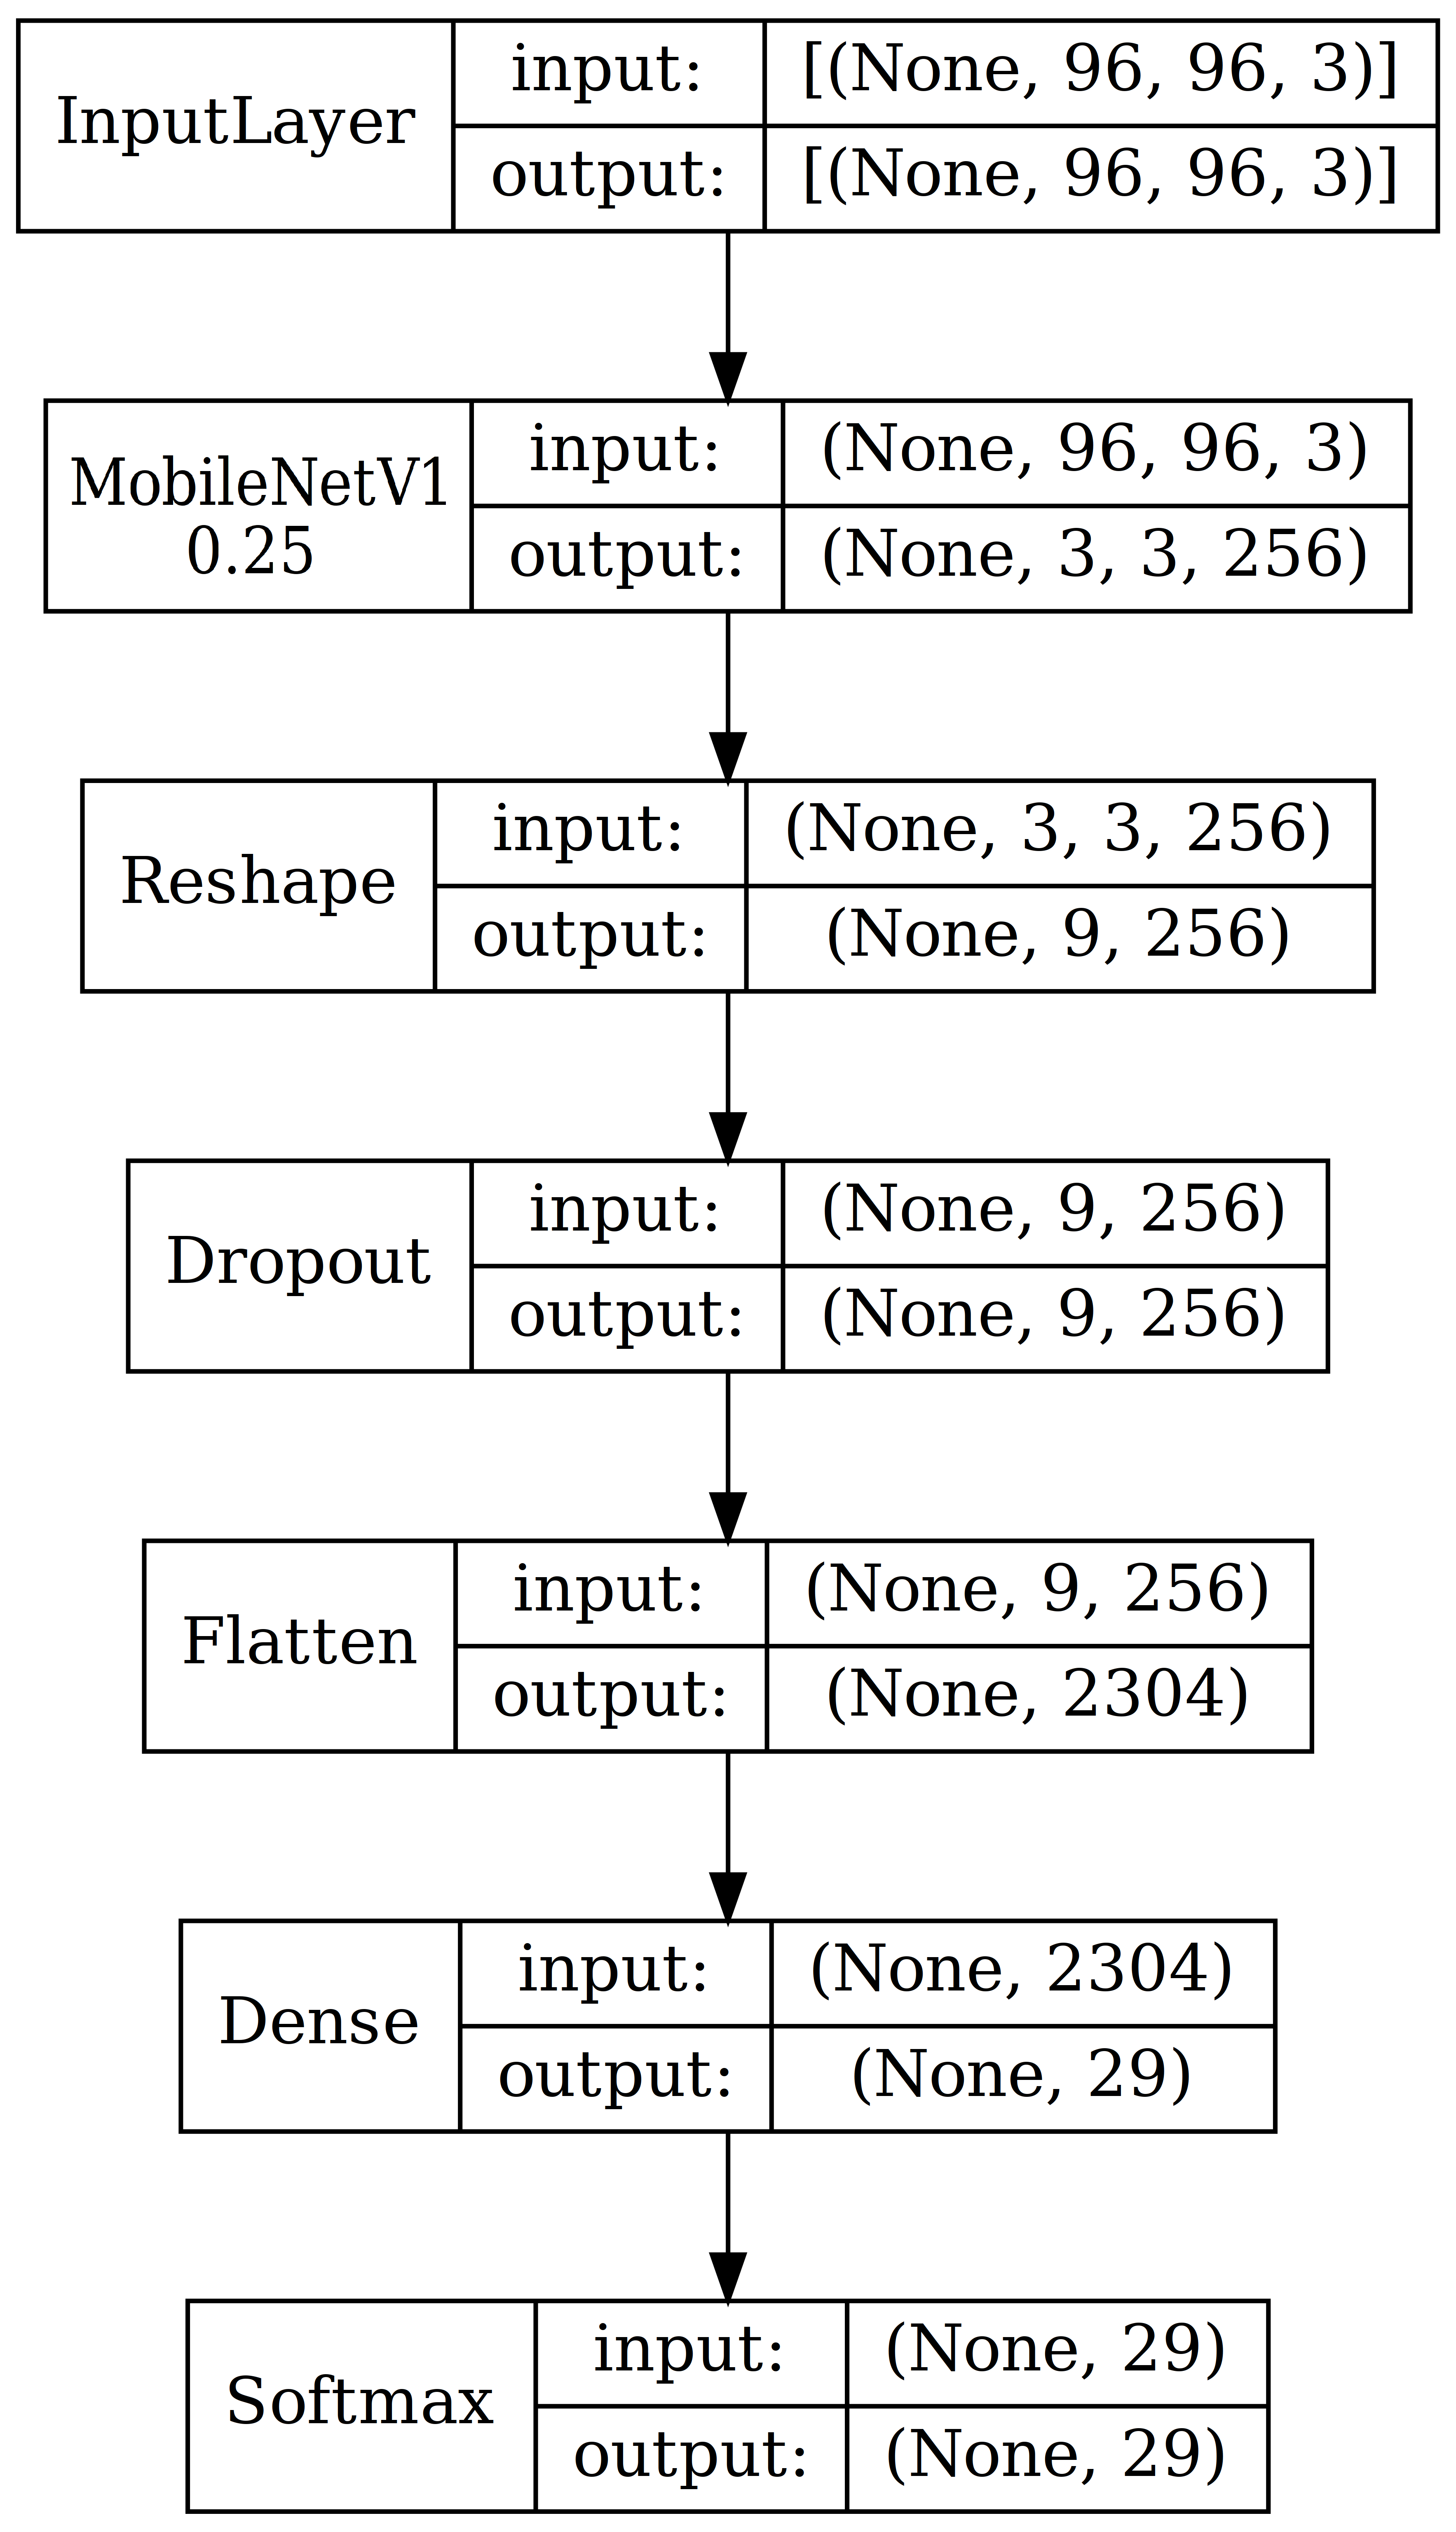 InputLayer
input:
[(None, 96, 96, 3)]
output:
[(None, 96, 96, 3)]
MobileNetV1
0.25
input:
(None, 96, 96, 3)
output:
(None, 3, 3, 256)
Reshape
input:
(None, 3, 3, 256)
output:
(None, 9, 256)
Dropout
input:
(None, 9, 256)
output:
(None, 9, 256)
Flatten
input:
(None, 9, 256)
output:
(None, 2304)
Dense
input:
(None, 2304)
output:
(None, 29)
Softmax
input:
(None, 29)
output:
(None, 29)